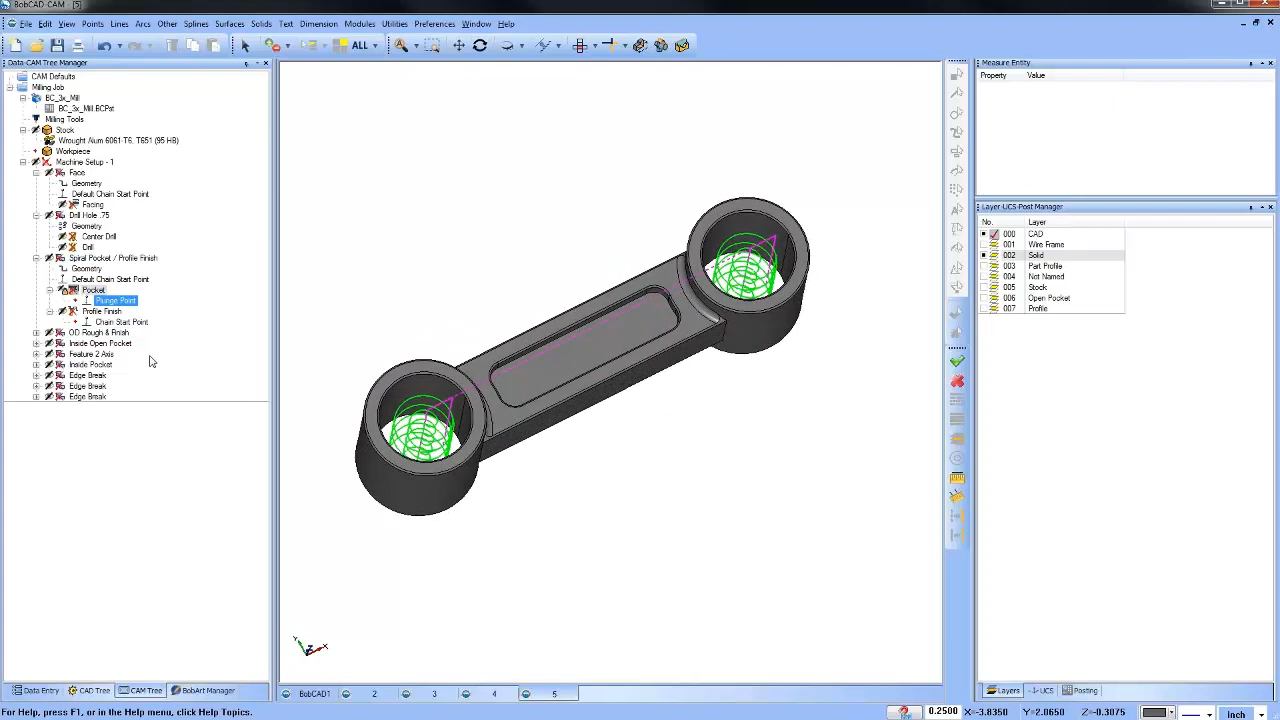 BobCAD-CAM - [5]
File Edit View Points Lines Arcs Other Splines Surfaces Solids Text Dimension Modules Utilities Preferences Window Help
ALL
Data-CAM Tree Manager
CAM Defaults
Milling Job
BC_3x_Mill
BC_3x_Mill.BCPst
Milling Tools
Stock
Wrought Alum 6061-T6, T651 (95 HB)
Workpiece
Machine Setup - 1
Face
Geometry
Default Chain Start Point
Facing
Drill Hole .75
Geometry
Center Drill
Drill
Spiral Pocket / Profile Finish
Geometry
Default Chain Start Point
Pocket
Plunge Point
Profile Finish
Chain Start Point
OD Rough & Finish
Inside Open Pocket
Feature 2 Axis
Inside Pocket
Edge Break
Edge Break
Edge Break
Data Entry CAD Tree CAM Tree BobArt Manager
Y X
BobCAD1 2 3 4 5
Measure Entity
Property Value
Layer-UCS-Post Manager
No. Layer
000 CAD
001 Wire Frame
002 Solid
003 Part Profile
004 Not Named
005 Stock
006 Open Pocket
007 Profile
Layers UCS Posting
For Help, press F1, or in the Help menu, click Help Topics.
0.2500 X=-3.8350 Y=2.0650 Z=-0.3075 Inch